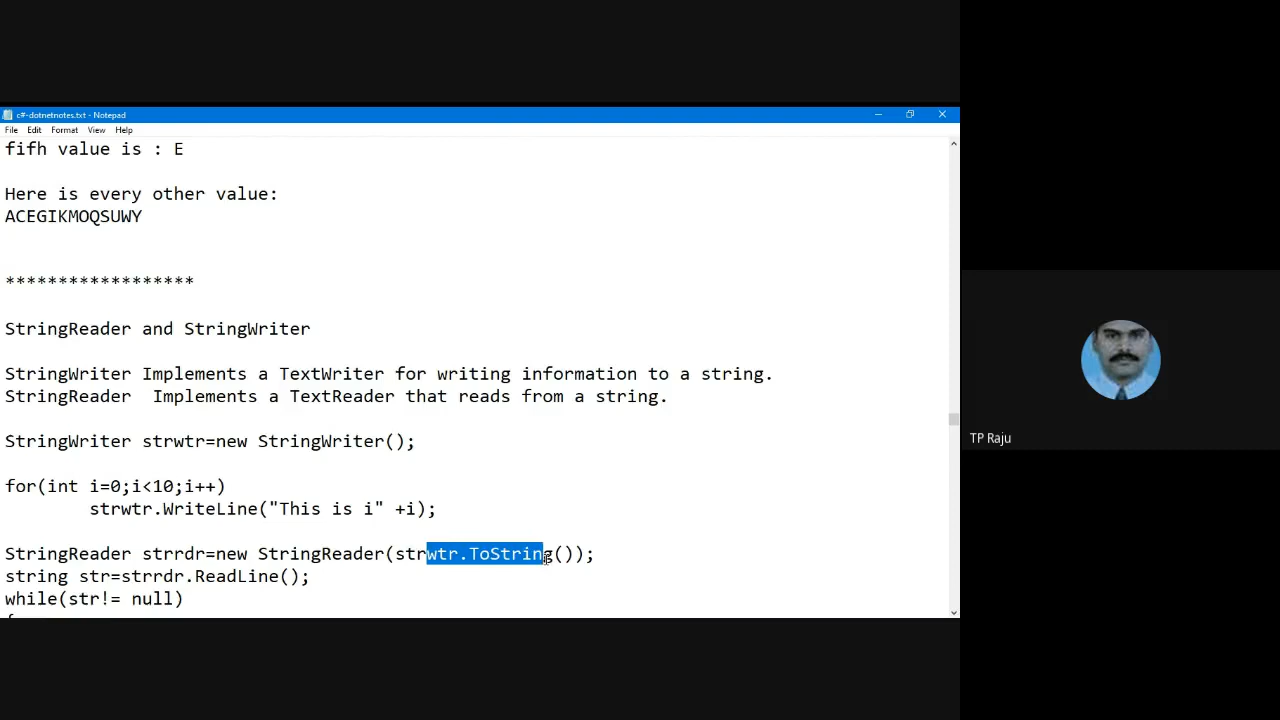 c#-dotnetnotes.txt - Notepad
File Edit Format View Help
fifh value is : E
Here is every other value:
ACEGIKMOQSUWY
******************
StringReader and StringWriter
StringWriter Implements a TextWriter for writing information to a string.
StringReader  Implements a TextReader that reads from a string.
StringWriter strwtr=new StringWriter();
for(int i=0;i<10;i++)
        strwtr.WriteLine("This is i" +i);
StringReader strrdr=new StringReader(strwtr.ToString());
string str=strrdr.ReadLine();
while(str!= null)
{
TP Raju